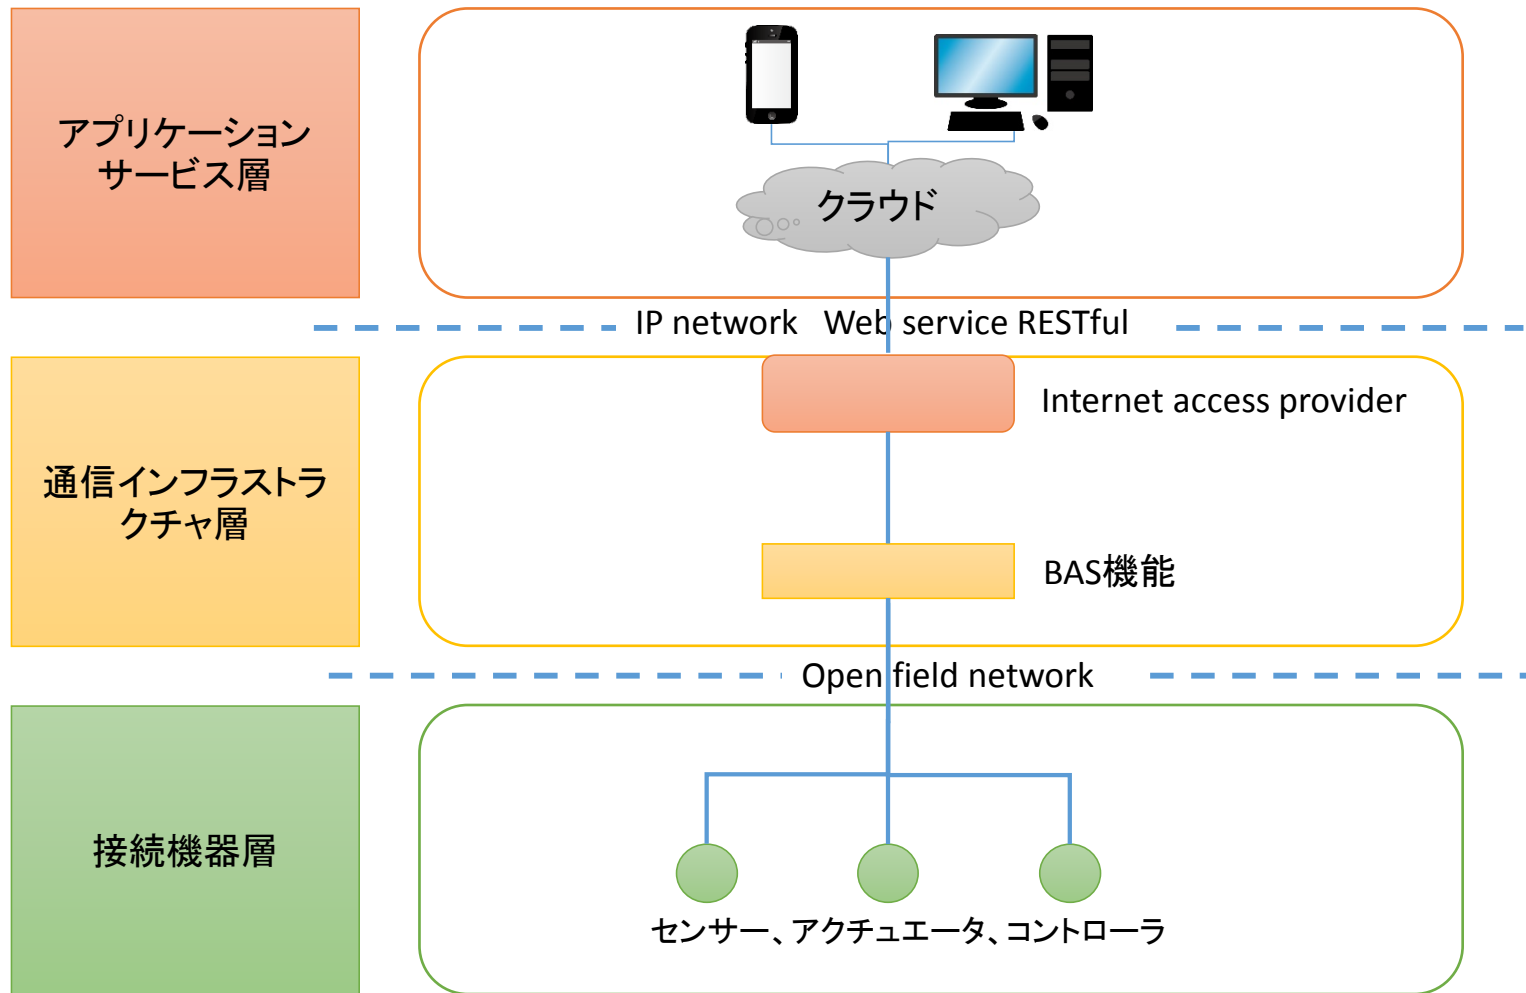 アプリケーション
サービス層
クラウド
IP network Web service RESTful
Internet access provider
通信インフラストラ
クチャ層
BAS機能
Open field network
接続機器層
センサー、アクチュエータ、コントローラ